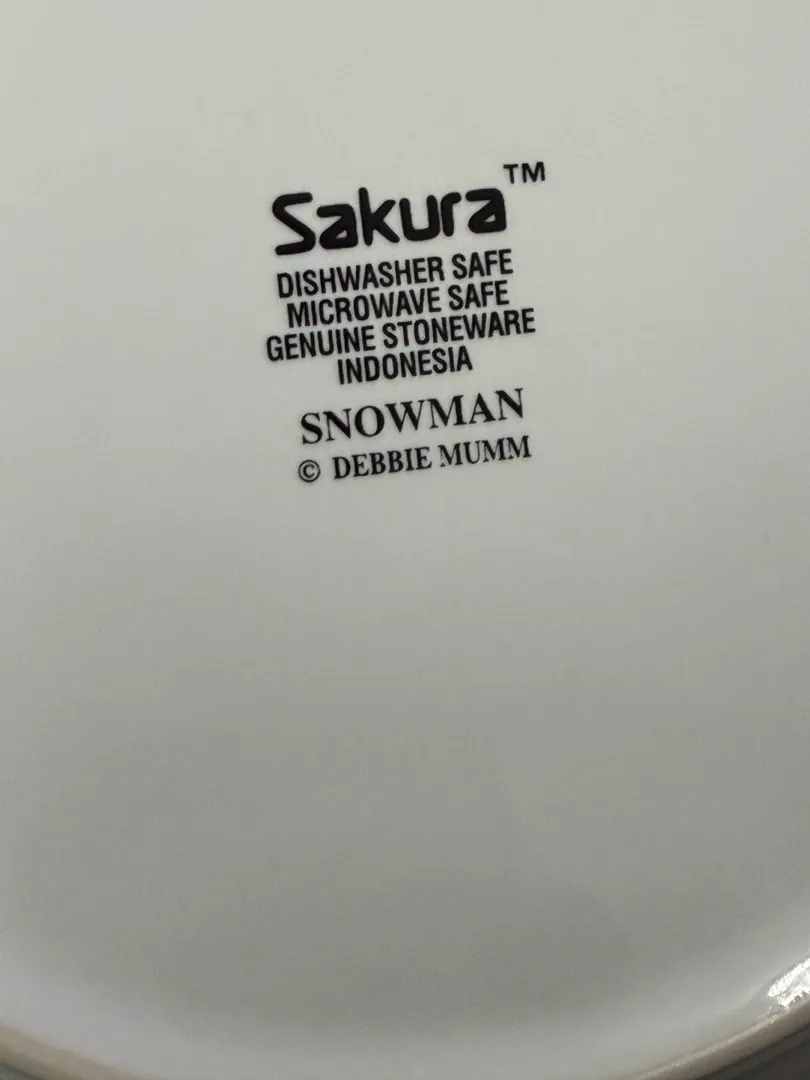 Sakura™
DISHWASHER SAFE
MICROWAVE SAFE
GENUINE STONEWARE
INDONESIA
SNOWMAN
© DEBBIE MUMM